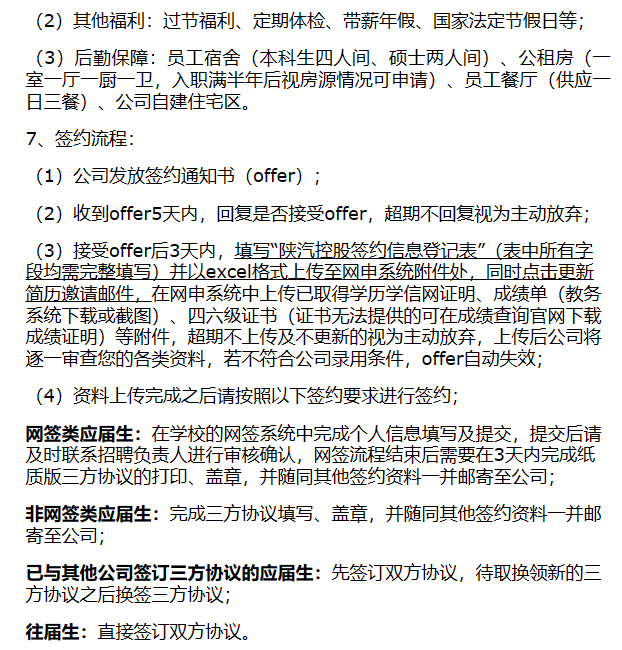 （2）其他福利：过节福利、定期体检、带薪年假、国家法定节假日等；
（3）后勤保障：员工宿舍（本科生四人间、硕士两人间）、公租房（一
室一厅一厨一卫，入职满半年后视房源情况可申请）、员工餐厅（供应一
日三餐）、公司自建住宅区。
7、签约流程：
（1）公司发放签约通知书（offer）；
（2）收到offer5天内，回复是否接受offer，超期不回复视为主动放弃；
（3）接受offer后3天内，填写“陕汽控股签约信息登记表”（表中所有字
段均需完整填写）并以excel格式上传至网申系统附件处，同时点击更新
简历邀请邮件，在网申系统中上传已取得学历学信网证明、成绩单（教务
系统下载或截图）、四六级证书（证书无法提供的可在成绩查询官网下载
成绩证明）等附件，超期不上传及不更新的视为主动放弃，上传后公司将
逐一审查您的各类资料，若不符合公司录用条件，offer自动失效；
（4）资料上传完成之后请按照以下签约要求进行签约；
网签类应届生：在学校的网签系统中完成个人信息填写及提交，提交后请
及时联系招聘负责人进行审核确认，网签流程结束后需要在3天内完成纸
质版三方协议的打印、盖章，并随同其他签约资料一并邮寄至公司；
非网签类应届生：完成三方协议填写、盖章，并随同其他签约资料一并邮
寄至公司；
已与其他公司签订三方协议的应届生：先签订双方协议，待取换领新的三
方协议之后换签三方协议；
往届生：直接签订双方协议。